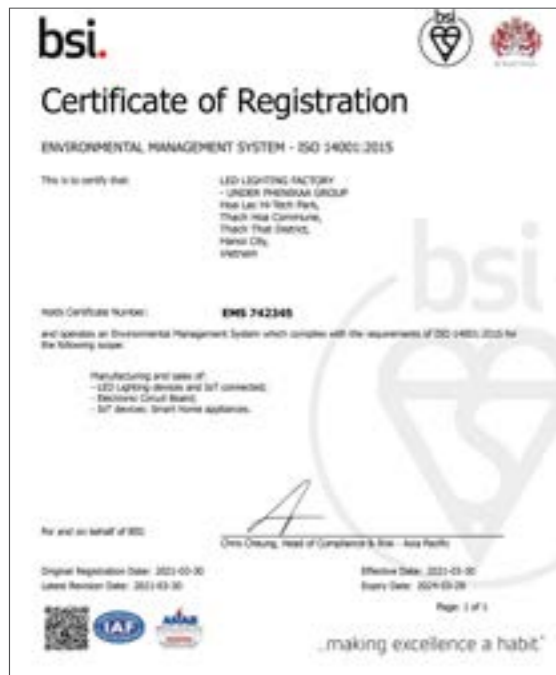 bsi.
bsi
Certificate of Registration
ENVIRONMENTAL MANAGEMENT SYSTEM - ISO 14001:2015
This is to certify that:
LED LIGHTING FACTORY
- UNDER PHENIKAA GROUP
Hoa Lac Hi-Tech Park,
Thach Hoa Commune,
Thach That District,
Hanoi City,
Vietnam
Holds Certificate Number:
EMS 742345
and operates an Environmental Management System which complies with the requirements of ISO 14001:2015 for
the following scope:
Manufacturing and sales of:
- LED Lighting devices and IoT connected;
- Electronic Circuit Board;
- IoT devices: Smart Home appliances.
bsi
For and on behalf of BSI:
Chris Cheung, Head of Compliance & Risk - Asia Pacific
Original Registration Date: 2021-03-30
Effective Date: 2021-03-30
Latest Revision Date: 2021-03-30
Expiry Date: 2024-03-29
Page: 1 of 1
IAF
...making excellence a habit.